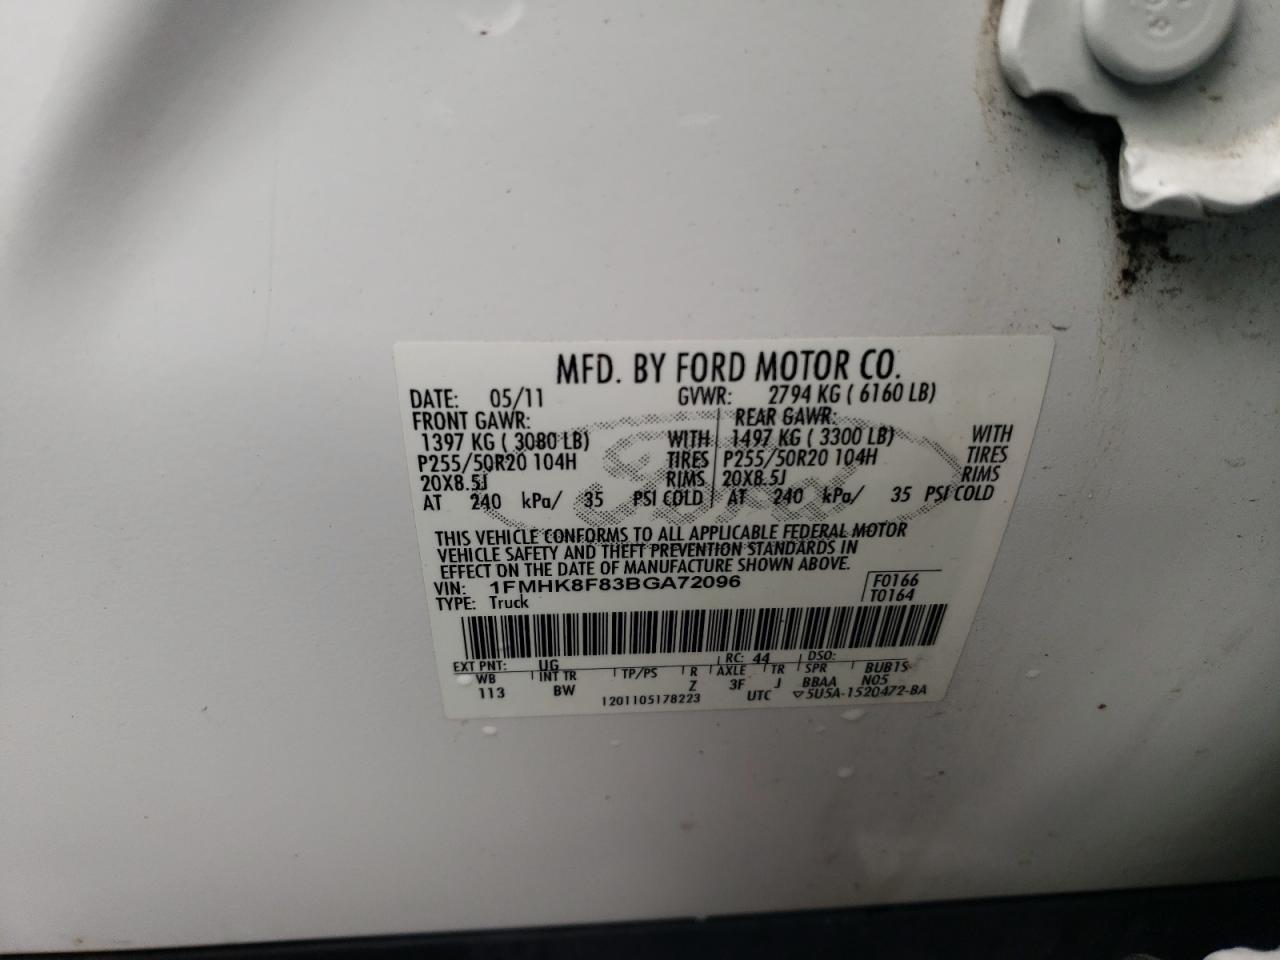 MFD. BY FORD MOTOR CO.
DATE: 05/11 GVWR: 2794 KG ( 6160 LB)
FRONT GAWR: REAR GAWR:
1397 KG ( 3080 LB) WITH 1497 KG ( 3300 LB) WITH
P255/50R20 104H TIRES P255/50R20 104H TIRES
20X8.5J RIMS 20X8.5J RIMS
AT 240 kPa/ 35 PSI COLD AT 240 kPa/ 35 PSI COLD
Ford
THIS VEHICLE CONFORMS TO ALL APPLICABLE FEDERAL MOTOR
VEHICLE SAFETY AND THEFT PREVENTION STANDARDS IN
EFFECT ON THE DATE OF MANUFACTURE SHOWN ABOVE.
VIN: 1FMHK8F83BGA72096 F0166
TYPE: Truck T0164
EXT PNT: UG RC: 44 DSO:
WB INT TR TP/PS R AXLE TR SPR BUB1S
113 BW Z 3F J BBAA N05
1201105178223 UTC ▽5U5A-1520472-8A